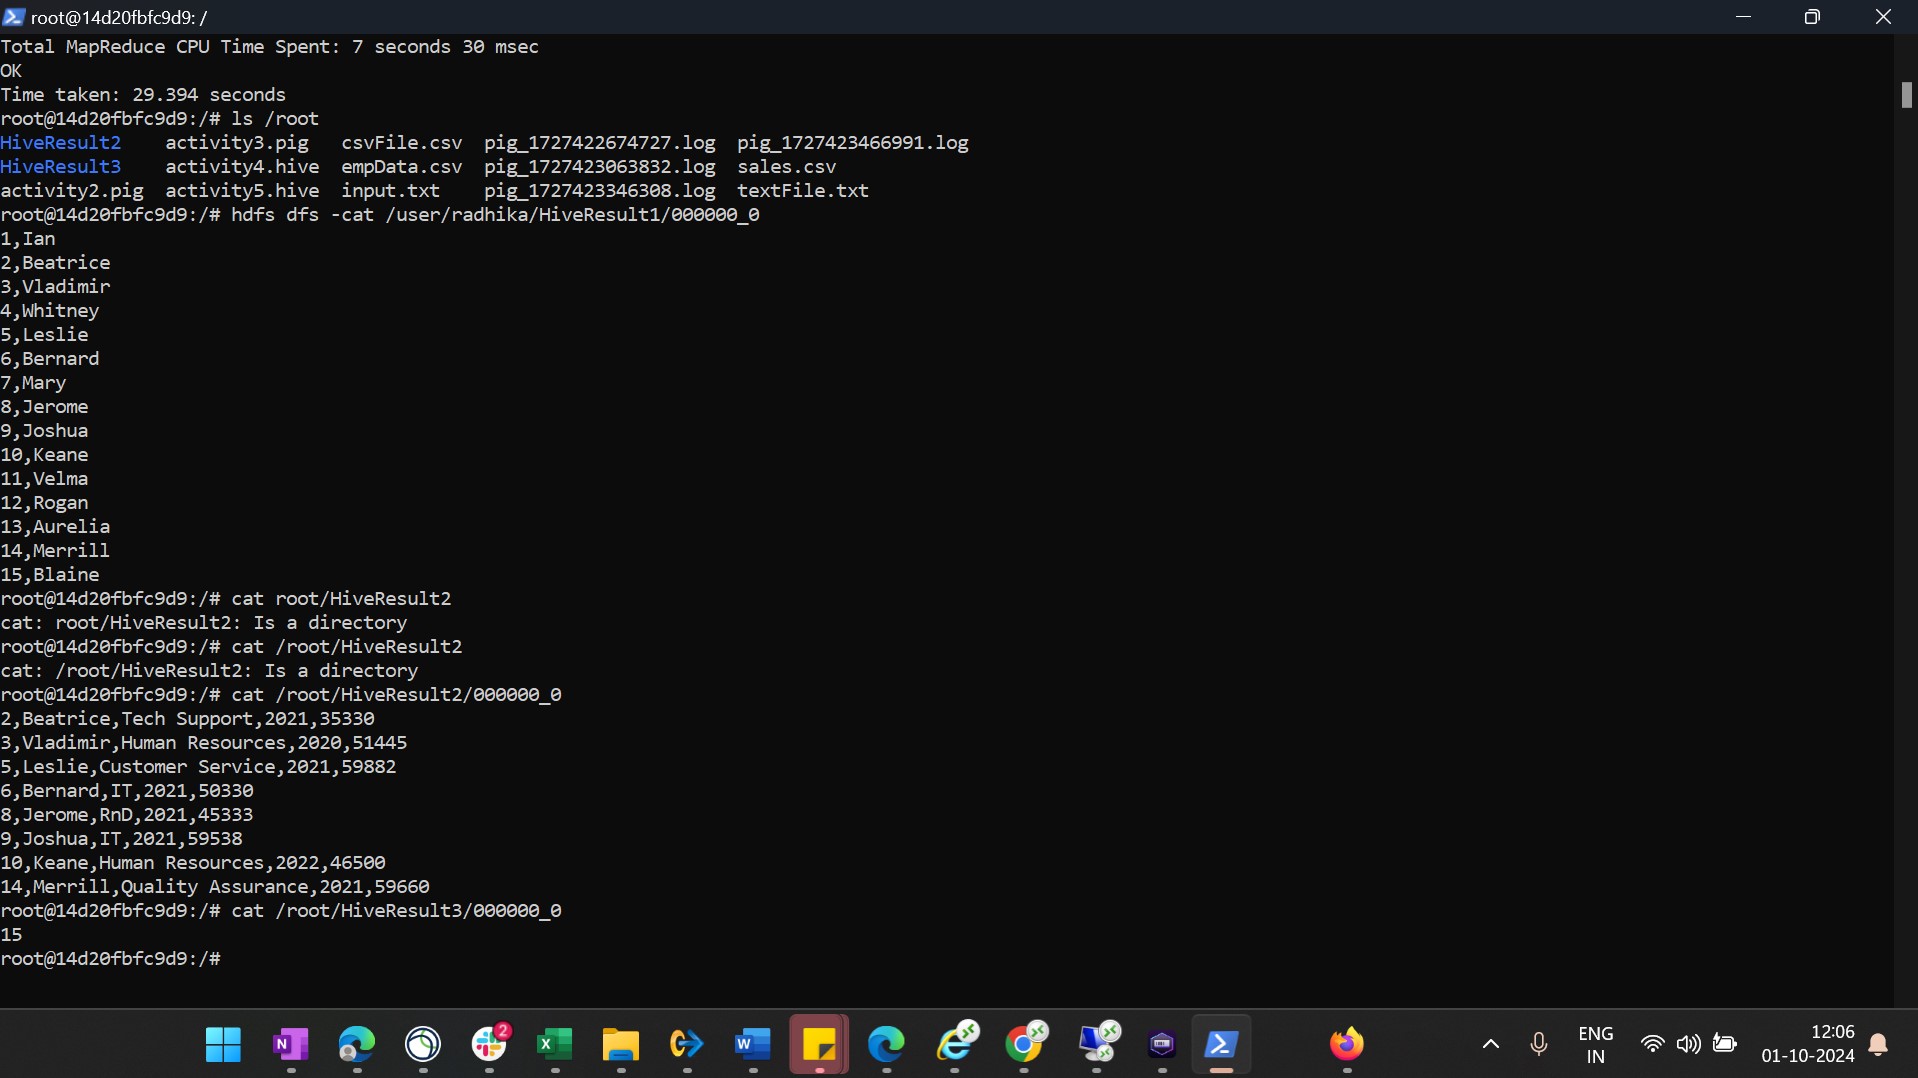 root@14d20fbfc9d9: /
Total MapReduce CPU Time Spent: 7 seconds 30 msec
OK
Time taken: 29.394 seconds
root@14d20fbfc9d9:/# ls /root
HiveResult2    activity3.pig   csvFile.csv  pig_1727422674727.log  pig_1727423466991.log
HiveResult3    activity4.hive  empData.csv  pig_1727423063832.log  sales.csv
activity2.pig  activity5.hive  input.txt    pig_1727423346308.log  textFile.txt
root@14d20fbfc9d9:/# hdfs dfs -cat /user/radhika/HiveResult1/000000_0
1,Ian
2,Beatrice
3,Vladimir
4,Whitney
5,Leslie
6,Bernard
7,Mary
8,Jerome
9,Joshua
10,Keane
11,Velma
12,Rogan
13,Aurelia
14,Merrill
15,Blaine
root@14d20fbfc9d9:/# cat root/HiveResult2
cat: root/HiveResult2: Is a directory
root@14d20fbfc9d9:/# cat /root/HiveResult2
cat: /root/HiveResult2: Is a directory
root@14d20fbfc9d9:/# cat /root/HiveResult2/000000_0
2,Beatrice,Tech Support,2021,35330
3,Vladimir,Human Resources,2020,51445
5,Leslie,Customer Service,2021,59882
6,Bernard,IT,2021,50330
8,Jerome,RnD,2021,45333
9,Joshua,IT,2021,59538
10,Keane,Human Resources,2022,46500
14,Merrill,Quality Assurance,2021,59660
root@14d20fbfc9d9:/# cat /root/HiveResult3/000000_0
15
root@14d20fbfc9d9:/#
N 2 X W ENG 12:06
IN 01-10-2024